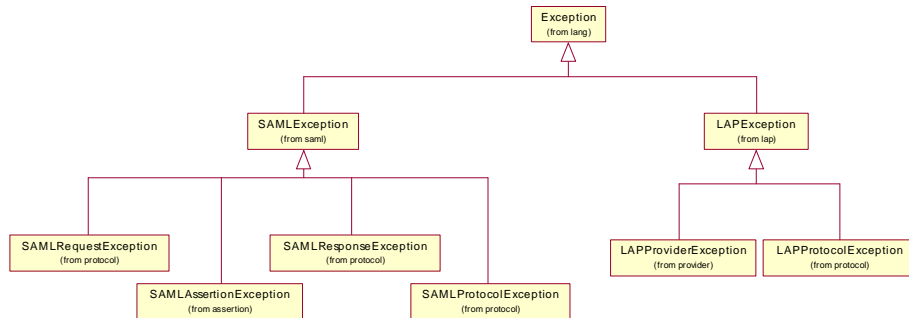 Exception
(from lang)
SAMLException
(from saml)
LAPException
(from lap)
SAMLRequestException
(from protocol)
SAMLResponseException
(from protocol)
LAPProviderException
(from provider)
LAPProtocolException
(from protocol)
SAMLAssertionException
(from assertion)
SAMLProtocolException
(from protocol)